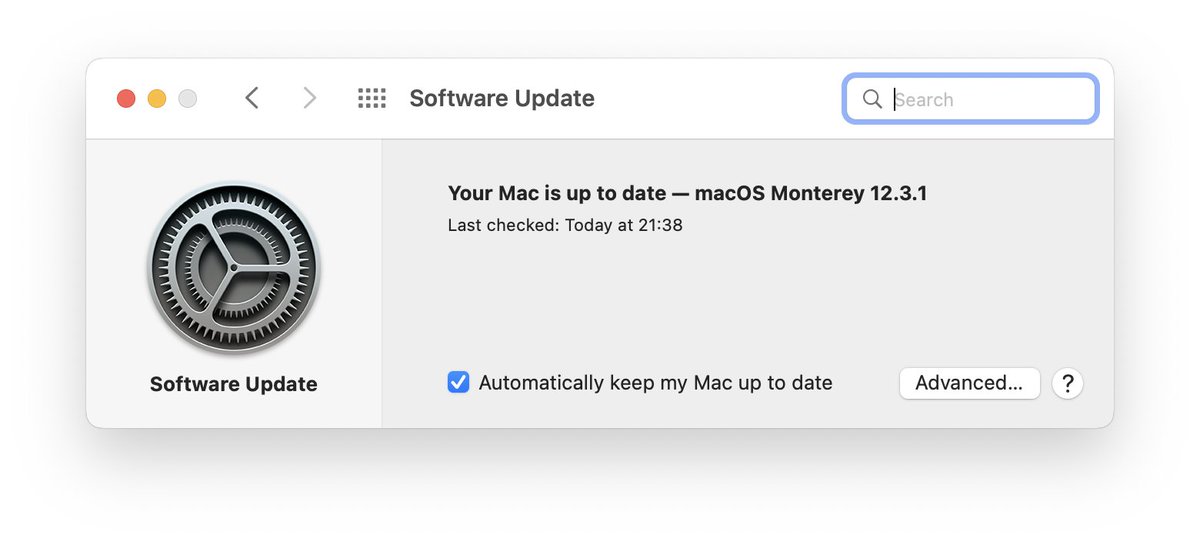 Software Update
Search
Your Mac is up to date — macOS Monterey 12.3.1
Last checked: Today at 21:38
Software Update
Automatically keep my Mac up to date
Advanced...
?